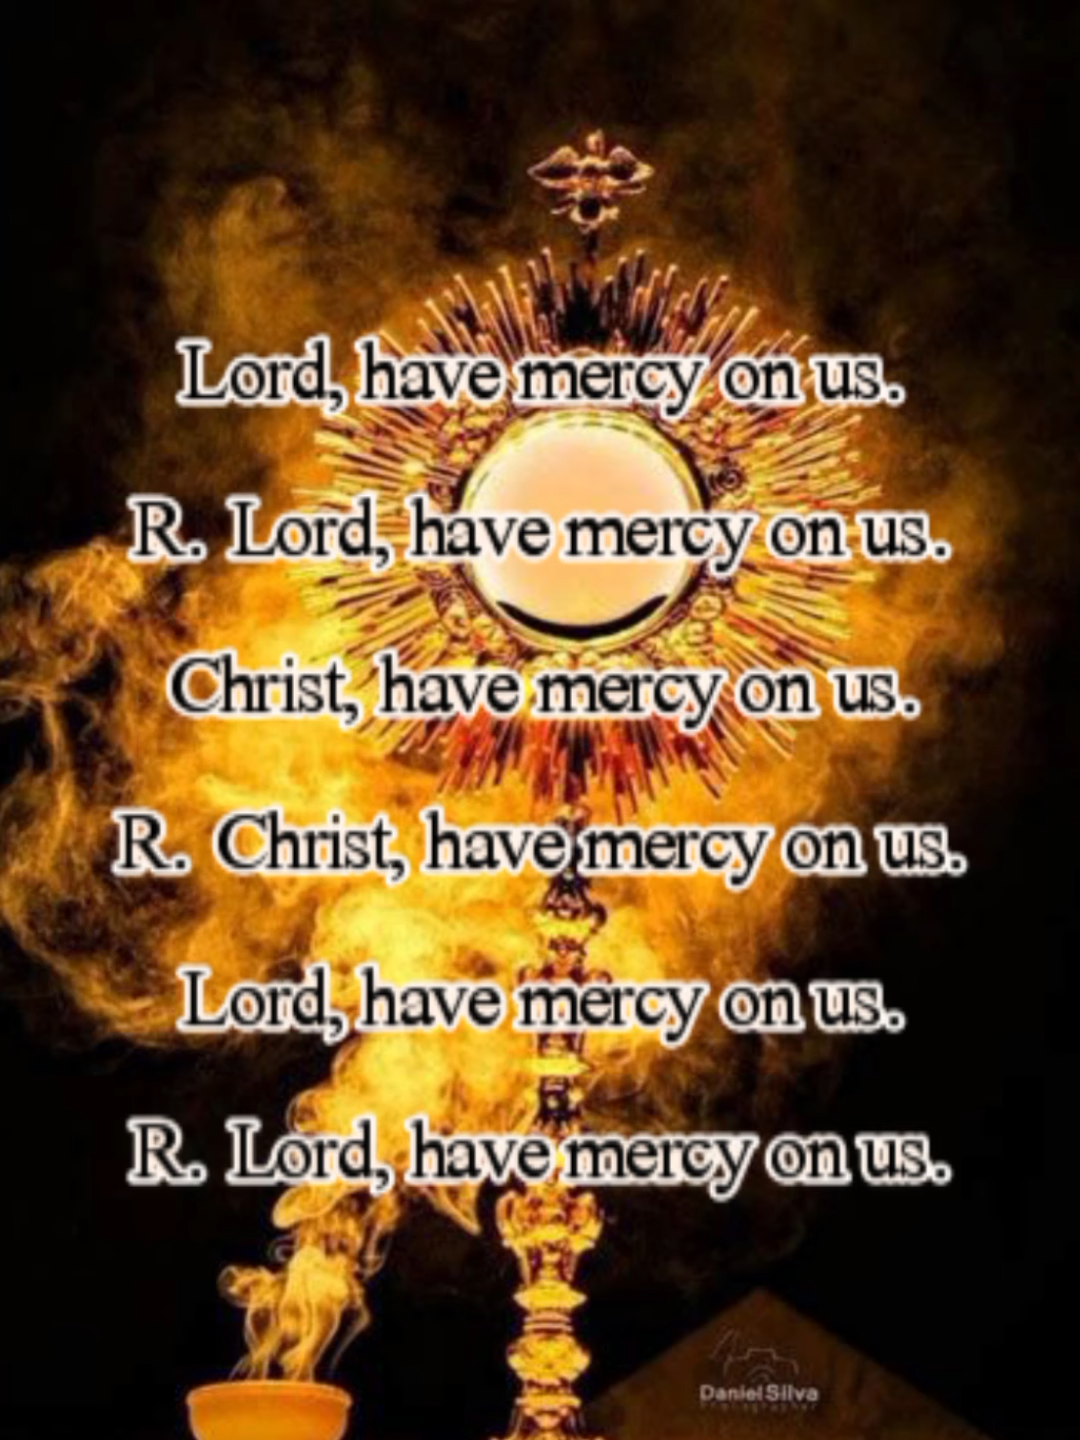 Lord, have mercy on us.
R. Lord, have mercy on us.
Christ, have mercy on us.
R. Christ, have mercy on us.
Lord, have mercy on us.
R. Lord, have mercy on us.
Daniel Silva
Photographer